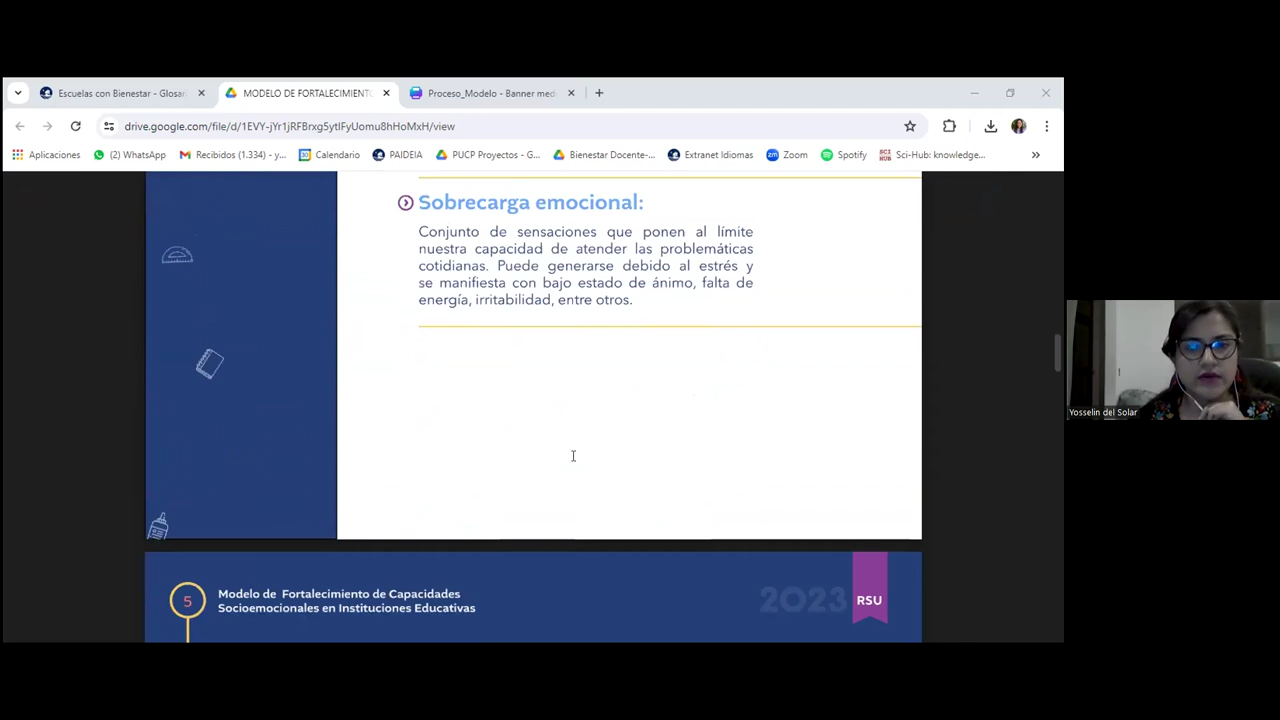 Escuelas con Bienestar - Glosar
MODELO DE FORTALECIMIENTO
Proceso_Modelo - Banner med
drive.google.com/file/d/1EVY-jYr1jRFBrxg5ytIFyUomu8hHoMxH/view
Aplicaciones
(2) WhatsApp
Recibidos (1.334) - y...
Calendario
PAIDEIA
PUCP Proyectos - G...
Bienestar Docente-...
Extranet Idiomas
Zoom
Spotify
Sci-Hub: knowledge...
Sobrecarga emocional:
Conjunto de sensaciones que ponen al límite
nuestra capacidad de atender las problemáticas
cotidianas. Puede generarse debido al estrés y
se manifiesta con bajo estado de ánimo, falta de
energía, irritabilidad, entre otros.
Yosselin del Solar
5
Modelo de Fortalecimiento de Capacidades
Socioemocionales en Instituciones Educativas
2023
RSU